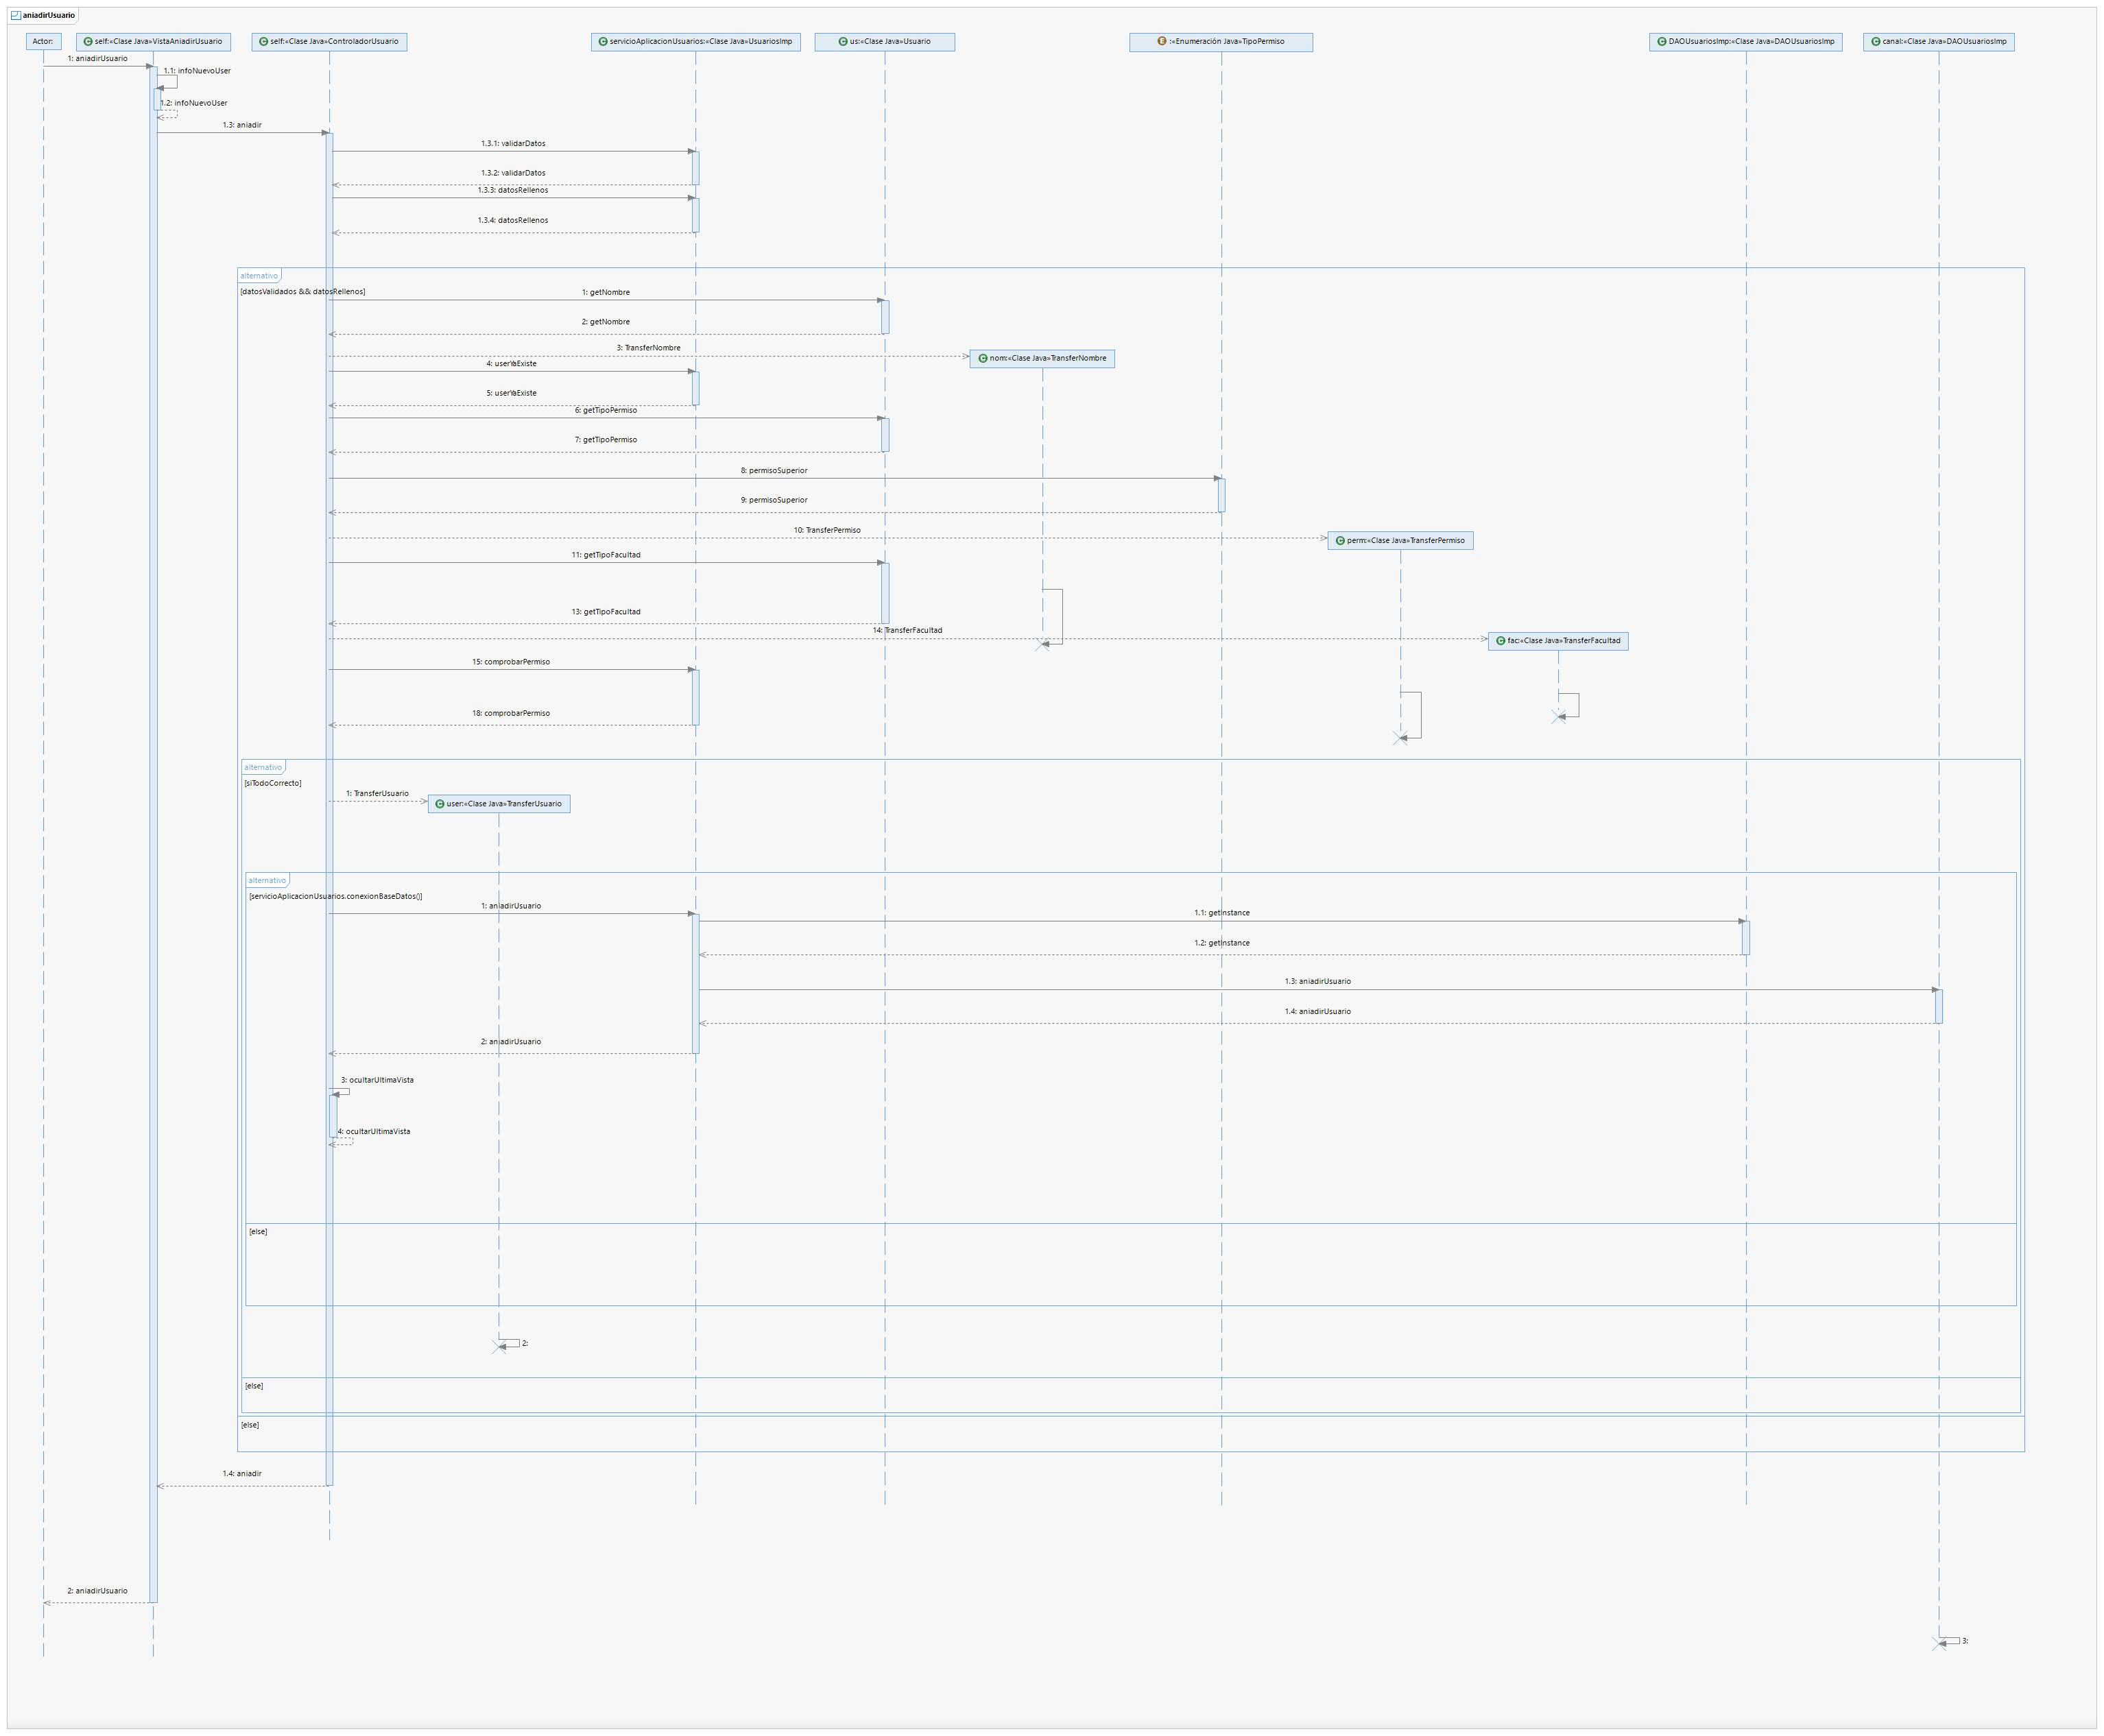 aniadirUsuario
Actor:
self:«Clase Java»VistaAniadirUsuario
self:«Clase Java»ControladorUsuario
servicioAplicacionUsuarios:«Clase Java»UsuariosImp
us:«Clase Java»Usuario
:«Enumeración Java»TipoPermiso
DAOUsuariosImp:«Clase Java»DAOUsuariosImp
canal:«Clase Java»DAOUsuariosImp
1: aniadirUsuario
1.1: infoNuevoUser
1.2: infoNuevoUser
1.3: aniadir
1.3.1: validarDatos
1.3.2: validarDatos
1.3.3: datosRellenos
1.3.4: datosRellenos
alternativo
[datosValidados && datosRellenos]
1: getNombre
2: getNombre
3: TransferNombre
nom:«Clase Java»TransferNombre
4: userYaExiste
5: userYaExiste
6: getTipoPermiso
7: getTipoPermiso
8: permisoSuperior
9: permisoSuperior
10: TransferPermiso
perm:«Clase Java»TransferPermiso
11: getTipoFacultad
13: getTipoFacultad
14: TransferFacultad
fac:«Clase Java»TransferFacultad
15: comprobarPermiso
18: comprobarPermiso
alternativo
[siTodoCorrecto]
1: TransferUsuario
user:«Clase Java»TransferUsuario
alternativo
[servicioAplicacionUsuarios.conexionBaseDatos()]
1: aniadirUsuario
1.1: getInstance
1.2: getInstance
1.3: aniadirUsuario
1.4: aniadirUsuario
2: aniadirUsuario
3: ocultarUltimaVista
4: ocultarUltimaVista
[else]
2:
[else]
[else]
1.4: aniadir
2: aniadirUsuario
3: